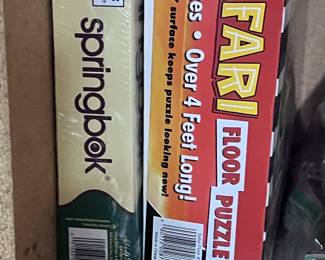 springbok
FARI
FLOOR PUZZLE
es • Over 4 Feet Long!
surface keeps puzzle looking new!